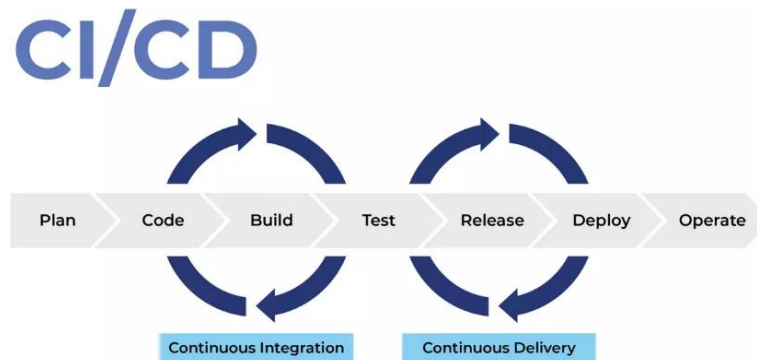 CI/CD
Plan Code Build Test Release Deploy Operate
Continuous Integration Continuous Delivery